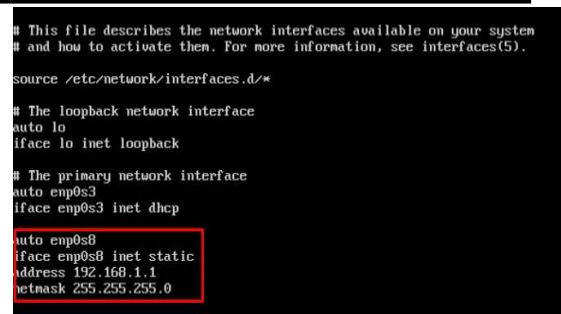 # This file describes the network interfaces available on your system
# and how to activate them. For more information, see interfaces(5).
source /etc/network/interfaces.d/*
# The loopback network interface
auto lo
iface lo inet loopback
# The primary network interface
auto enp0s3
iface enp0s3 inet dhcp
auto enp0s8
iface enp0s8 inet static
address 192.168.1.1
netmask 255.255.255.0